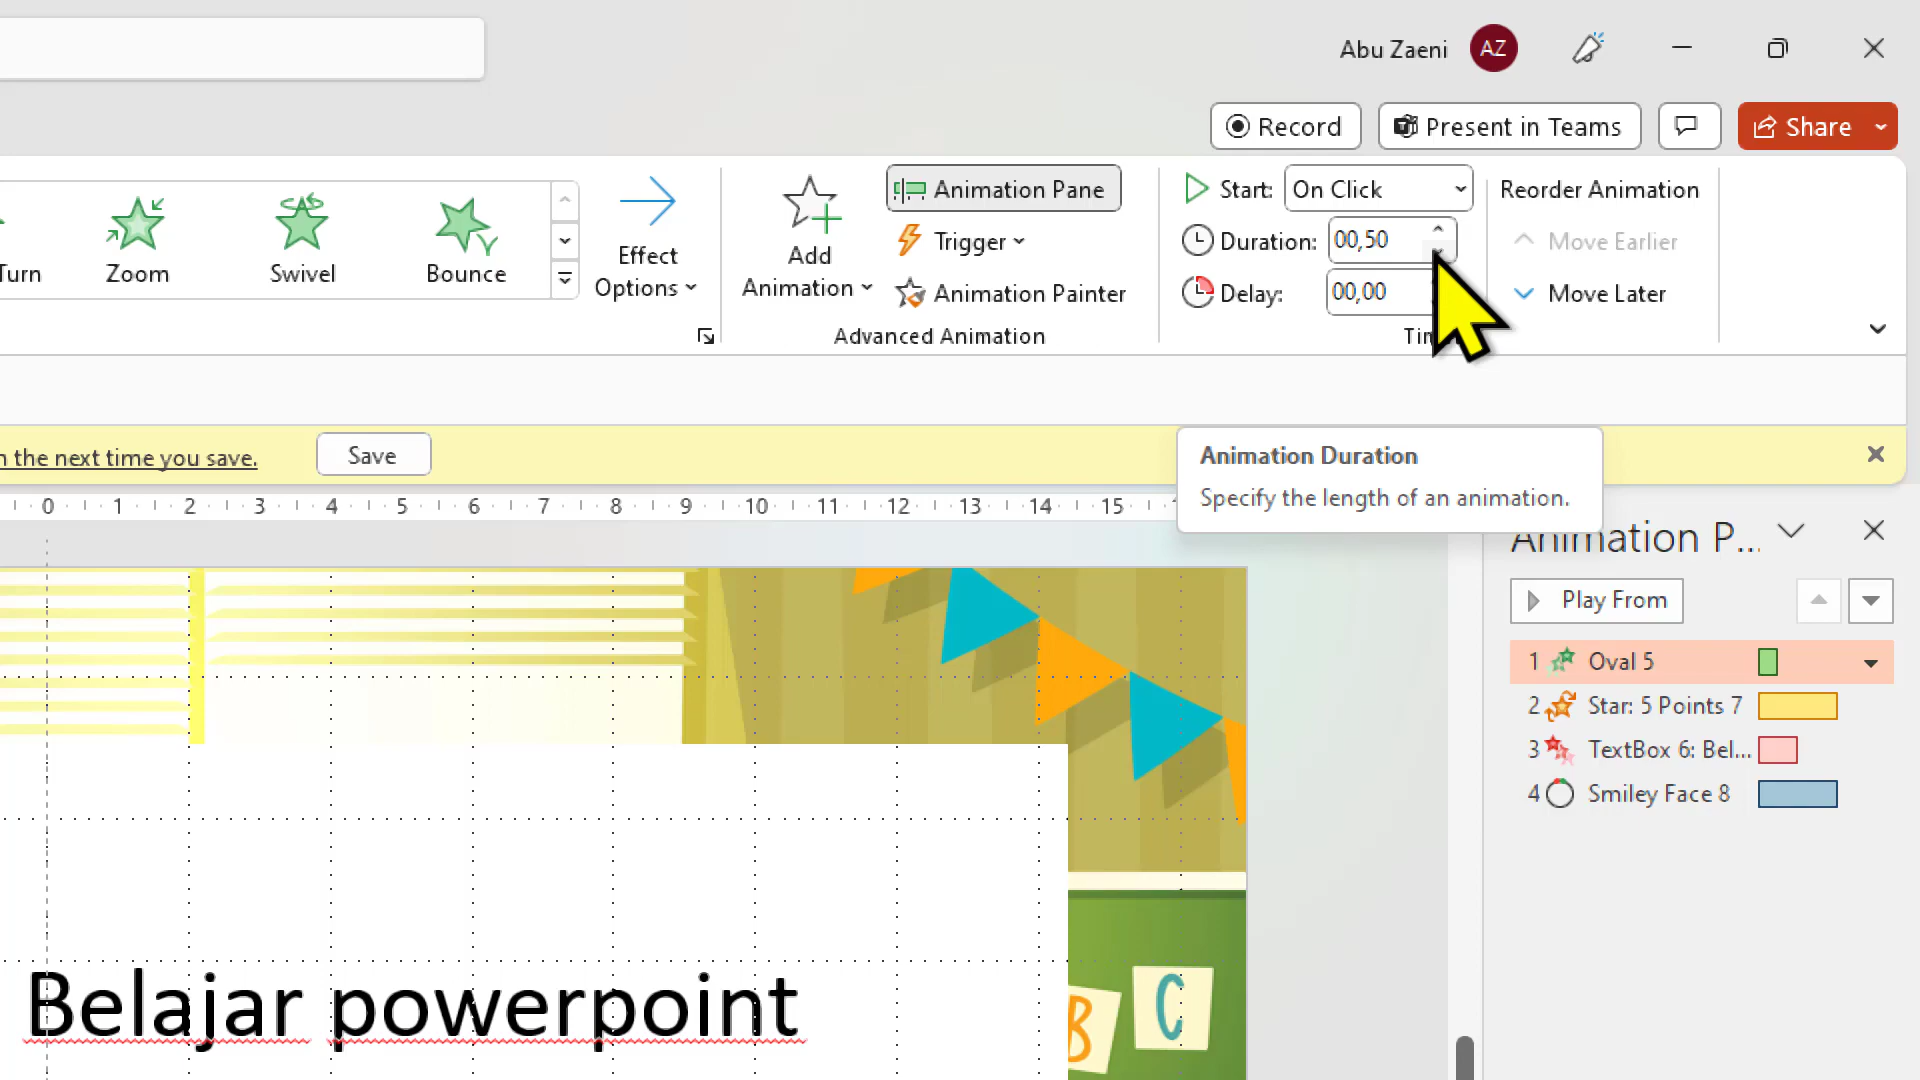 Abu Zaeni AZ
Record Present in Teams Share
Turn Zoom Swivel Bounce
Effect Options
Add Animation
Animation Pane
Trigger
Animation Painter
Advanced Animation
Start: On Click
Duration: 00,50
Delay: 00,00
Reorder Animation
Move Earlier
Move Later
n the next time you save. Save
Animation Duration
Specify the length of an animation.
0 1 2 3 4 5 6 7 8 9 10 11 12 13 14 15
Animation P...
Play From
1 Oval 5
2 Star: 5 Points 7
3 TextBox 6: Bel...
4 Smiley Face 8
Belajar powerpoint
B C